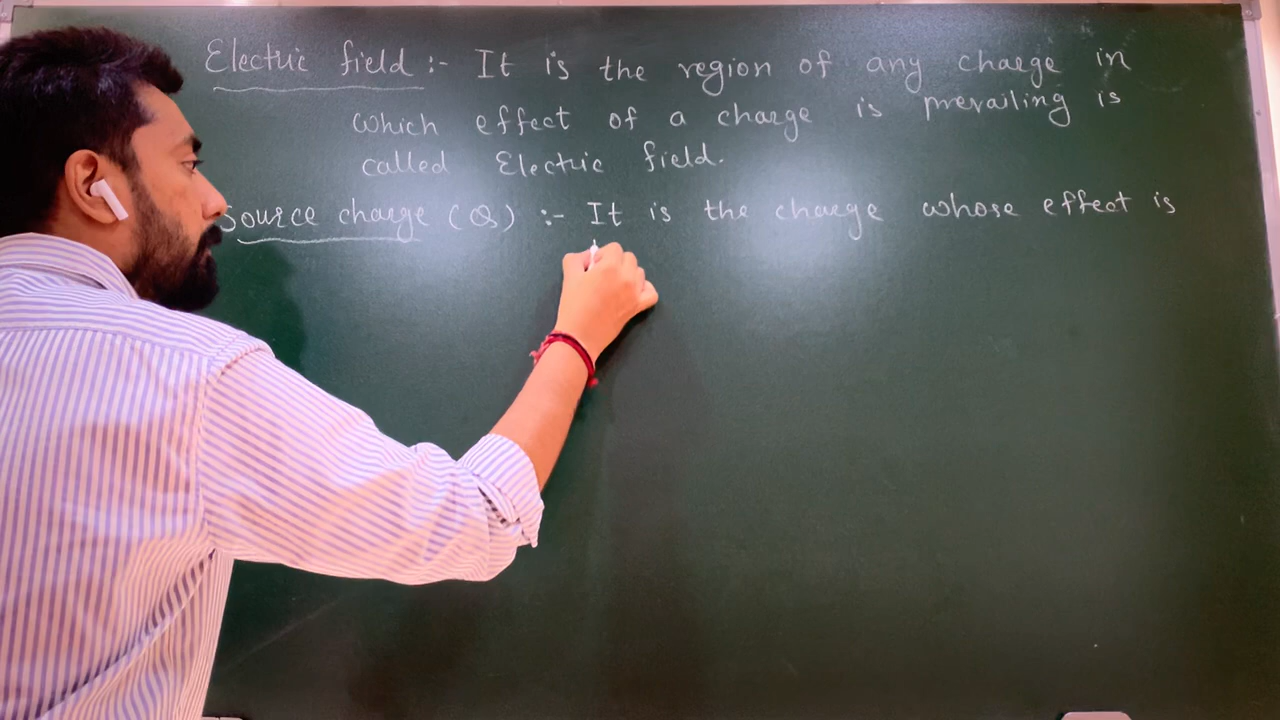 Electric field :- It is the region of any charge in
which effect of a charge is prevailing is
called Electric field.
Source charge (Q) :- It is the charge whose effect is